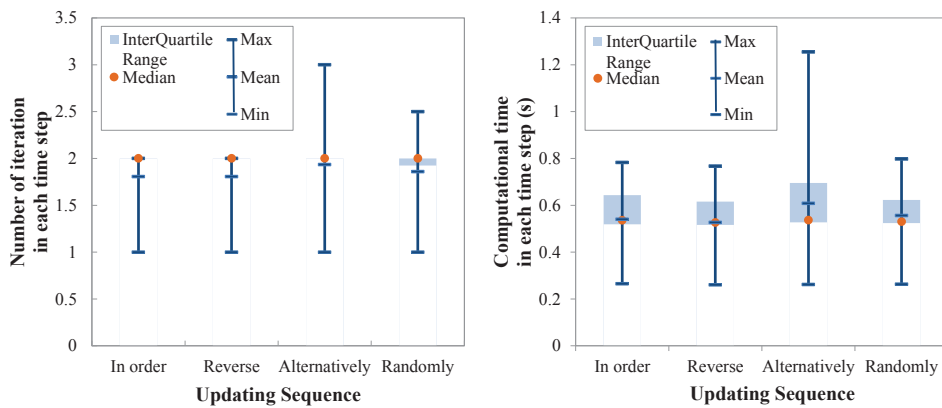 Number of iteration
in each time step
3.5
3
2.5
2
1.5
1
0.5
0
InterQuartile
Range
Median
Max
Mean
Min
In order
Reverse
Alternatively
Randomly
Updating Sequence
Computational time
in each time step (s)
1.4
1.2
1
0.8
0.6
0.4
0.2
0
InterQuartile
Range
Median
Max
Mean
Min
In order
Reverse
Alternatively
Randomly
Updating Sequence